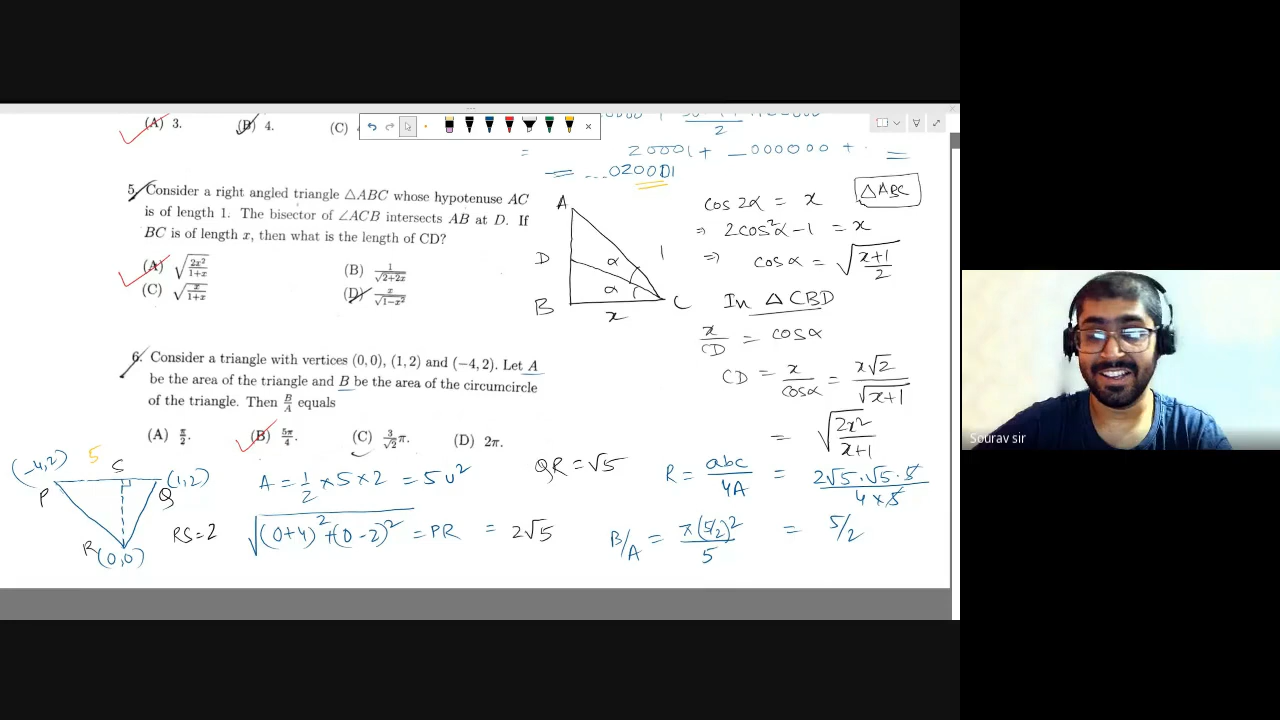 (A) 3.
(B) 4.
(C)
2
= 20001 + _000000 + . =
= ...020001
5. Consider a right angled triangle △ABC whose hypotenuse AC
is of length 1. The bisector of ∠ACB intersects AB at D. If
BC is of length x, then what is the length of CD?
(A) √(2x²/(1+x))
(B) 1/√(2+2x)
(C) √(x/(1+x))
(D) x/√(1−x²)
A
D
B
C
α
α
1
x
△ABC
cos 2α = x
⇒ 2cos²α − 1 = x
⇒ cos α = √((x+1)/2)
In △CBD
x/CD = cos α
CD = x/cosα = x√2/√(x+1)
= √(2x²/(x+1))
6. Consider a triangle with vertices (0, 0), (1, 2) and (−4, 2). Let A
be the area of the triangle and B be the area of the circumcircle
of the triangle. Then B/A equals
(A) π/2.
(B) 5π/4.
(C) 3/√2 π.
(D) 2π.
(−4,2) 5 S (1,2)
P Q
R (0,0)
RS = 2
A = 1/2 × 5 × 2 = 5 u²
√((0+4)² + (0−2)²) = PR = 2√5
QR = √5
R = abc/4A = 2√5 · √5 · 5/4 × 5
B/A = π(5/2)²/5 = 5/2
Sourav sir